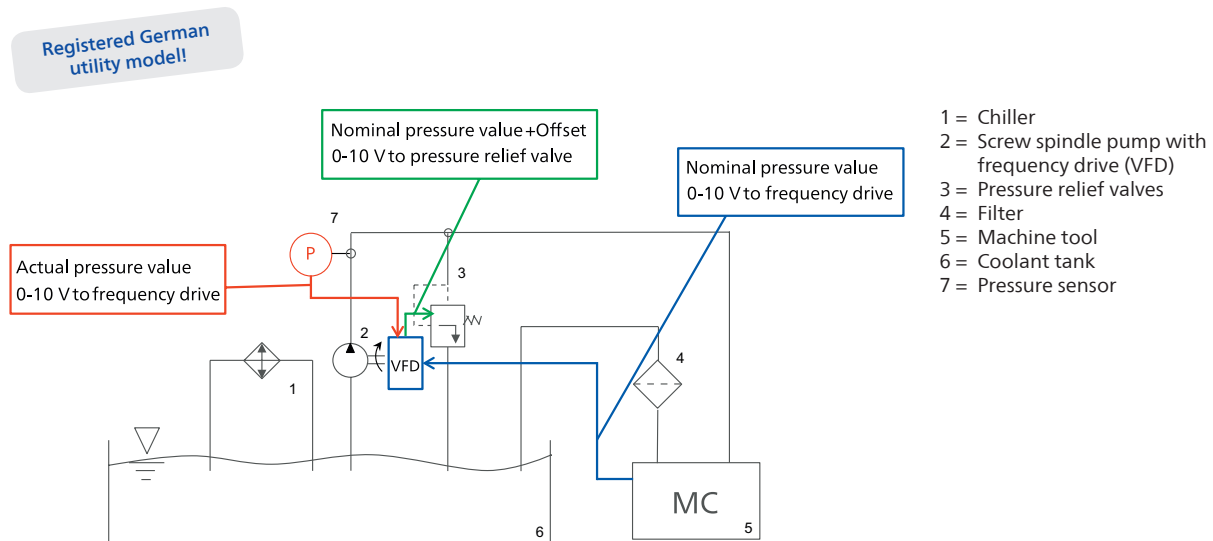 Registered German
utility model!
Nominal pressure value+Offset
0-10 V to pressure relief valve
Nominal pressure value
0-10 V to frequency drive
1 = Chiller
2 = Screw spindle pump with
frequency drive (VFD)
3 = Pressure relief valves
4 = Filter
5 = Machine tool
6 = Coolant tank
7 = Pressure sensor
7
P
Actual pressure value
0-10 V to frequency drive
3
2
VFD
1
4
MC
5
6